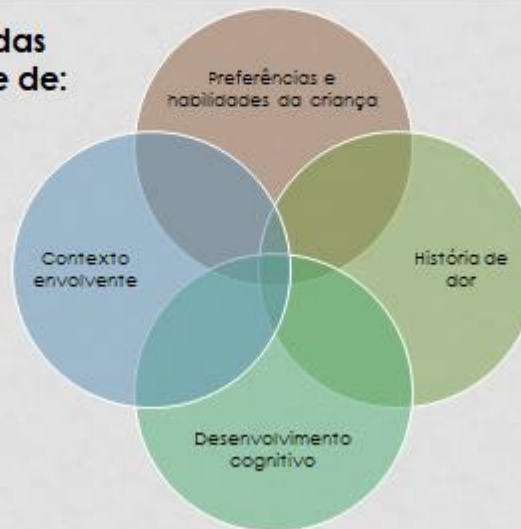 das
e de:
Preferências e
habilidades da criança
Contexto
envolvente
História de
dor
Desenvolvimento
cognitivo